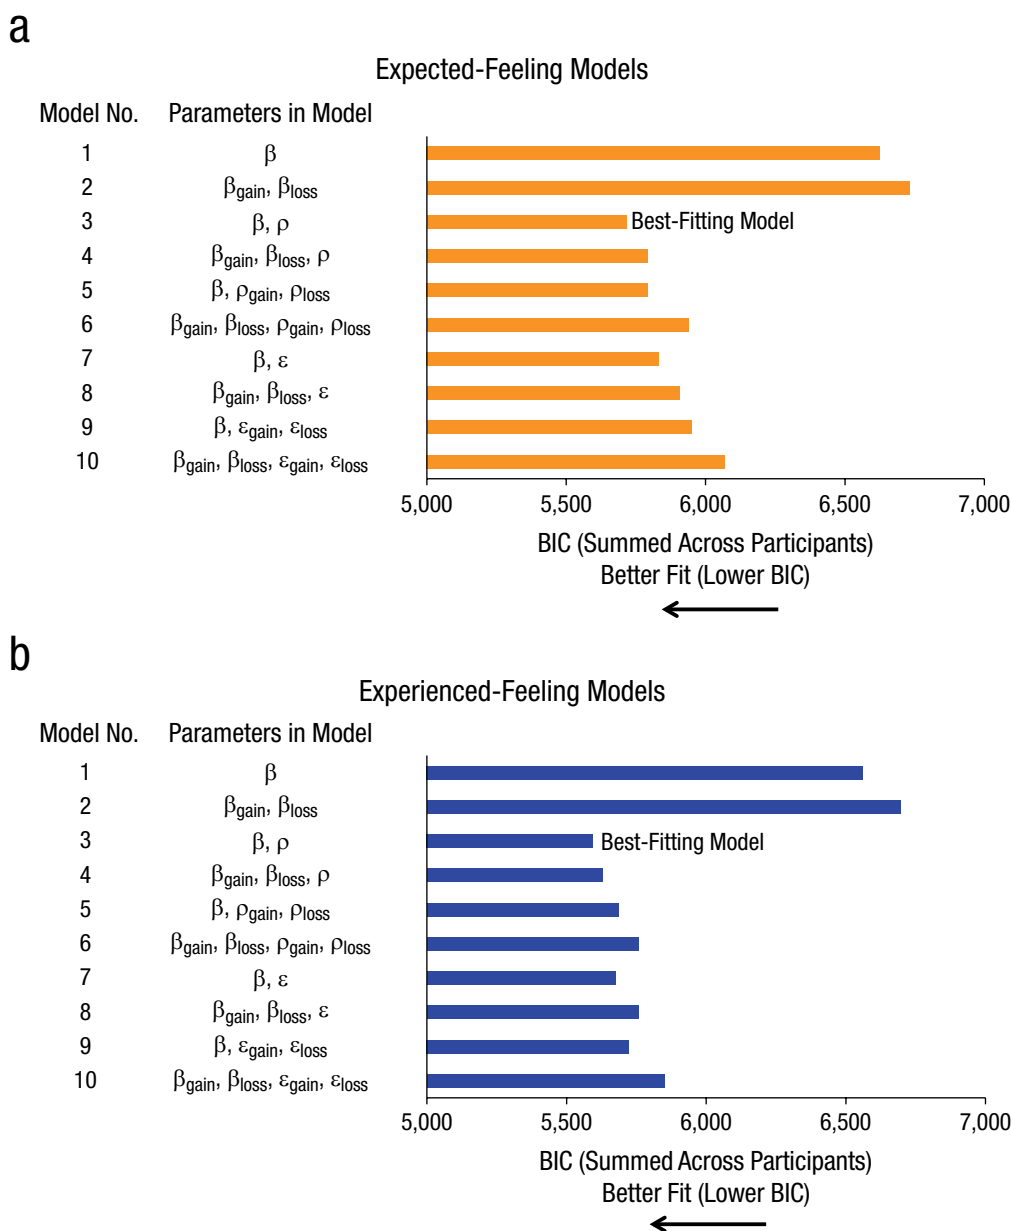 a
Expected-Feeling Models
Model No. Parameters in Model
1 β
2 βgain, βloss
3 β, ρ Best-Fitting Model
4 βgain, βloss, ρ
5 β, ρgain, ρloss
6 βgain, βloss, ρgain, ρloss
7 β, ε
8 βgain, βloss, ε
9 β, εgain, εloss
10 βgain, βloss, εgain, εloss
5,000 5,500 6,000 6,500 7,000
BIC (Summed Across Participants)
Better Fit (Lower BIC)
b
Experienced-Feeling Models
Model No. Parameters in Model
1 β
2 βgain, βloss
3 β, ρ Best-Fitting Model
4 βgain, βloss, ρ
5 β, ρgain, ρloss
6 βgain, βloss, ρgain, ρloss
7 β, ε
8 βgain, βloss, ε
9 β, εgain, εloss
10 βgain, βloss, εgain, εloss
5,000 5,500 6,000 6,500 7,000
BIC (Summed Across Participants)
Better Fit (Lower BIC)